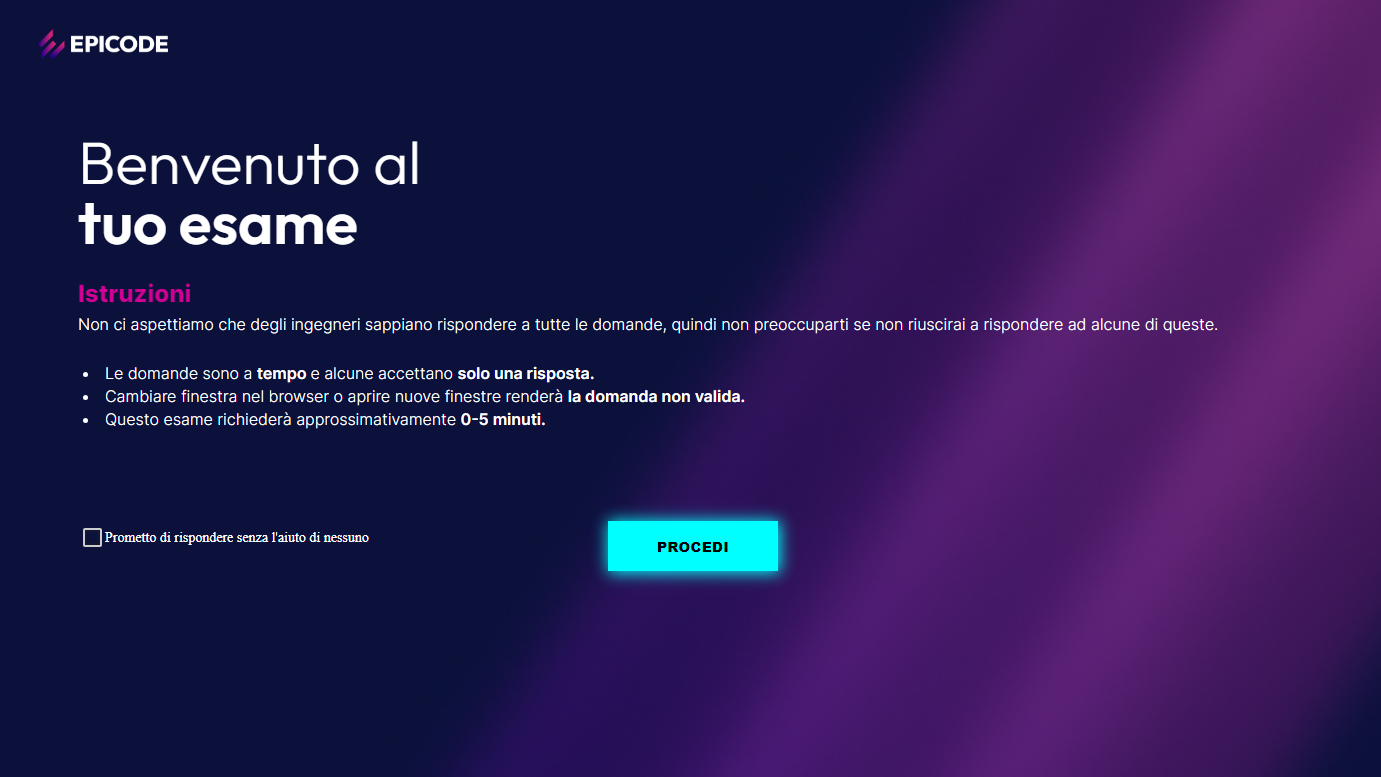 EPICODE
Benvenuto al
tuo esame
Istruzioni
Non ci aspettiamo che degli ingegneri sappiano rispondere a tutte le domande, quindi non preoccuparti se non riuscirai a rispondere ad alcune di queste.
• Le domande sono a tempo e alcune accettano solo una risposta.
• Cambiare finestra nel browser o aprire nuove finestre renderà la domanda non valida.
• Questo esame richiederà approssimativamente 0-5 minuti.
Prometto di rispondere senza l'aiuto di nessuno
PROCEDI